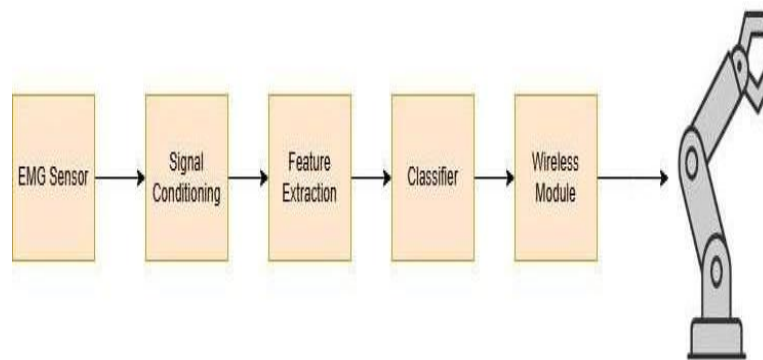 EMG Sensor
Signal
Conditioning
Feature
Extraction
Classifier
Wireless
Module